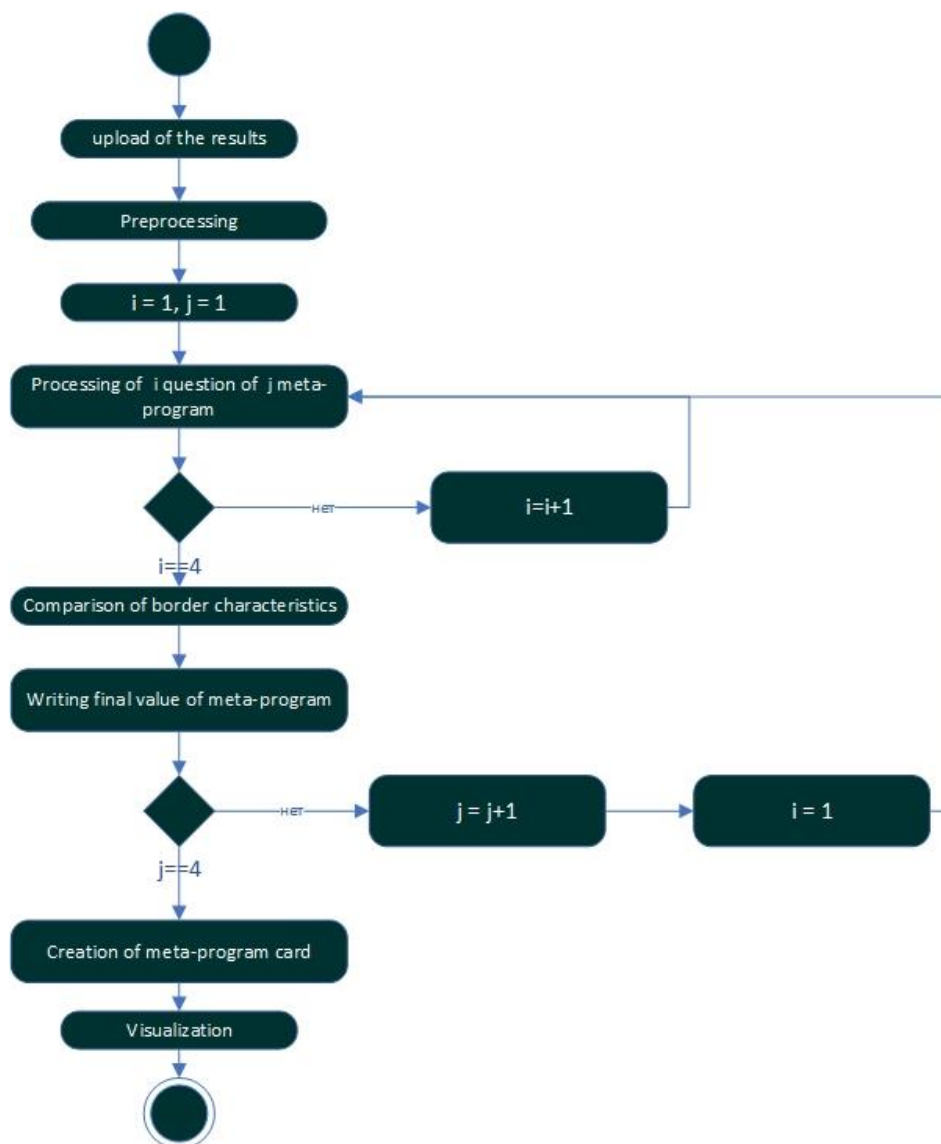 upload of the results
Preprocessing
i = 1, j = 1
Processing of i question of j meta-
program
нет
i=i+1
i==4
Comparison of border characteristics
Writing final value of meta-program
нет
j = j+1
i = 1
j==4
Creation of meta-program card
Visualization